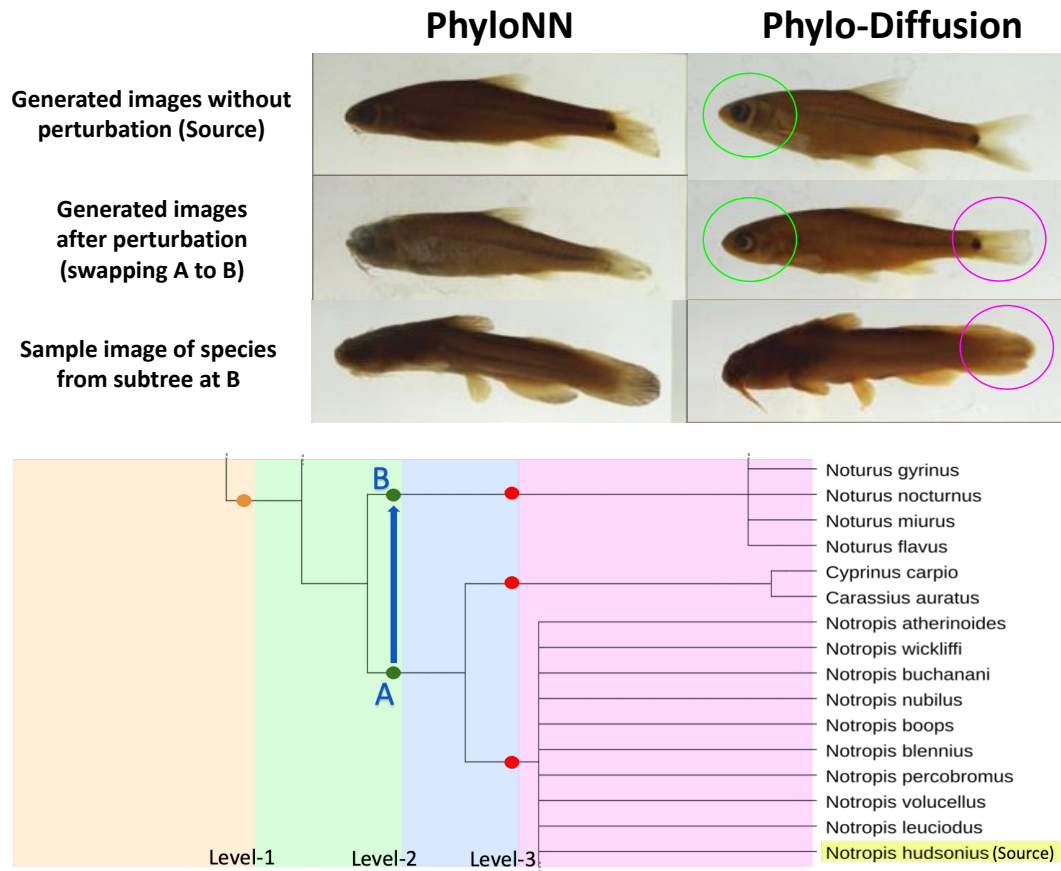 PhyloNN
Phylo-Diffusion
Generated images without
perturbation (Source)
Generated images
after perturbation
(swapping A to B)
Sample image of species
from subtree at B
B
A
Noturus gyrinus
Noturus nocturnus
Noturus miurus
Noturus flavus
Cyprinus carpio
Carassius auratus
Notropis atherinoides
Notropis wickliffi
Notropis buchanani
Notropis nubilus
Notropis boops
Notropis blennius
Notropis percobromus
Notropis volucellus
Notropis leuciodus
Notropis hudsonius (Source)
Level-1
Level-2
Level-3